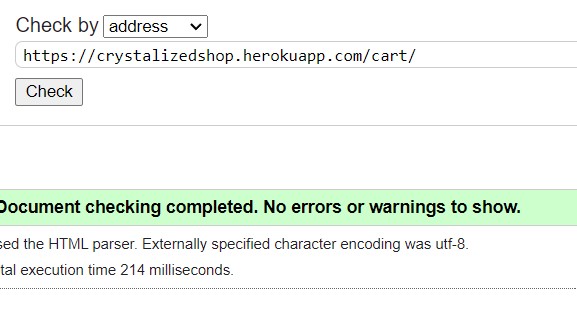 Check by address
https://crystalizedshop.herokuapp.com/cart/
Check
Document checking completed. No errors or warnings to show.
sed the HTML parser. Externally specified character encoding was utf-8.
tal execution time 214 milliseconds.